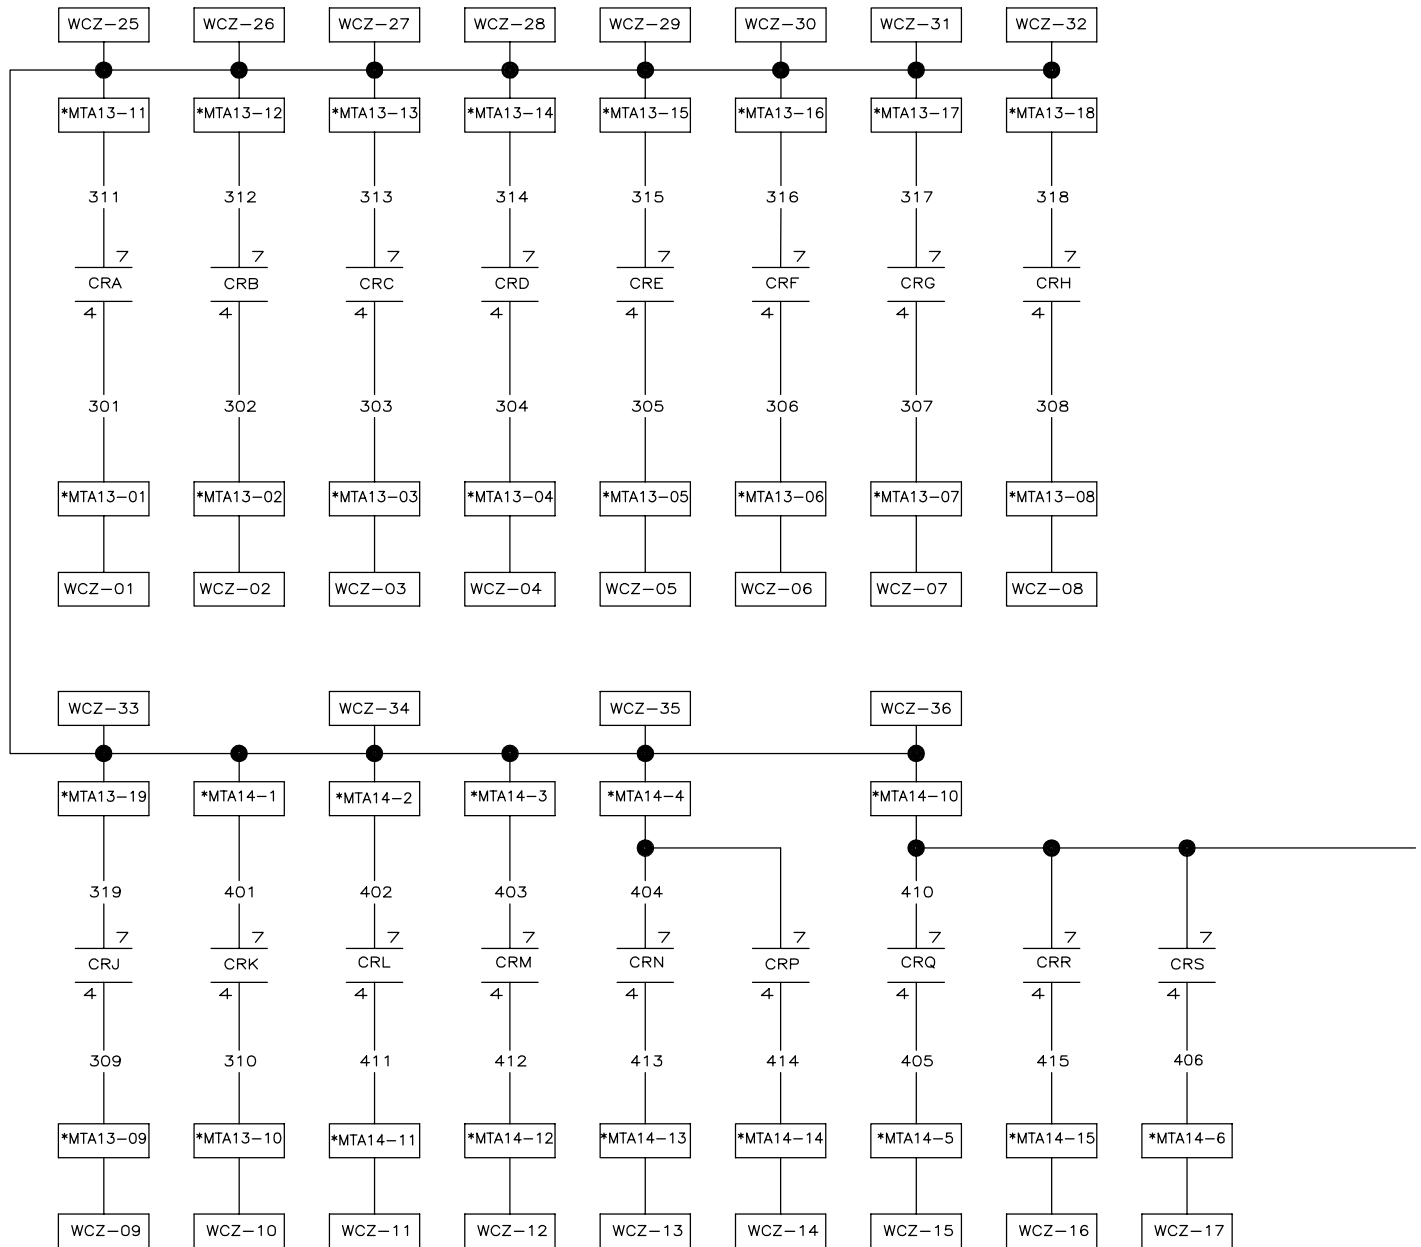 WCZ-25 WCZ-26 WCZ-27 WCZ-28 WCZ-29 WCZ-30 WCZ-31 WCZ-32
*MTA13-11 *MTA13-12 *MTA13-13 *MTA13-14 *MTA13-15 *MTA13-16 *MTA13-17 *MTA13-18
311 312 313 314 315 316 317 318
7 7 7 7 7 7 7 7
CRA CRB CRC CRD CRE CRF CRG CRH
4 4 4 4 4 4 4 4
301 302 303 304 305 306 307 308
*MTA13-01 *MTA13-02 *MTA13-03 *MTA13-04 *MTA13-05 *MTA13-06 *MTA13-07 *MTA13-08
WCZ-01 WCZ-02 WCZ-03 WCZ-04 WCZ-05 WCZ-06 WCZ-07 WCZ-08
WCZ-33 WCZ-34 WCZ-35 WCZ-36
*MTA13-19 *MTA14-1 *MTA14-2 *MTA14-3 *MTA14-4 *MTA14-10
319 401 402 403 404 410
7 7 7 7 7 7 7 7 7
CRJ CRK CRL CRM CRN CRP CRQ CRR CRS
4 4 4 4 4 4 4 4 4
309 310 411 412 413 414 405 415 406
*MTA13-09 *MTA13-10 *MTA14-11 *MTA14-12 *MTA14-13 *MTA14-14 *MTA14-5 *MTA14-15 *MTA14-6
WCZ-09 WCZ-10 WCZ-11 WCZ-12 WCZ-13 WCZ-14 WCZ-15 WCZ-16 WCZ-17